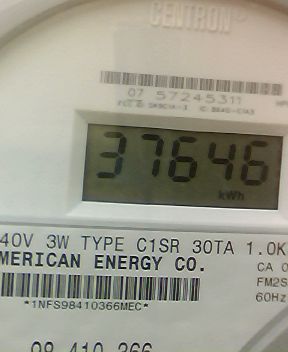 CENTRON
07 57245311
37646
kWh
40V 3W TYPE C1SR 30TA 1.0K
MERICAN ENERGY CO.
CA 0
FM2S
60Hz
*1NFS98410366MEC*
98 410 366